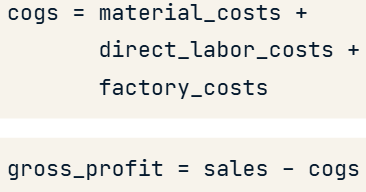 cogs = material_costs +
direct_labor_costs +
factory_costs
gross_profit = sales – cogs